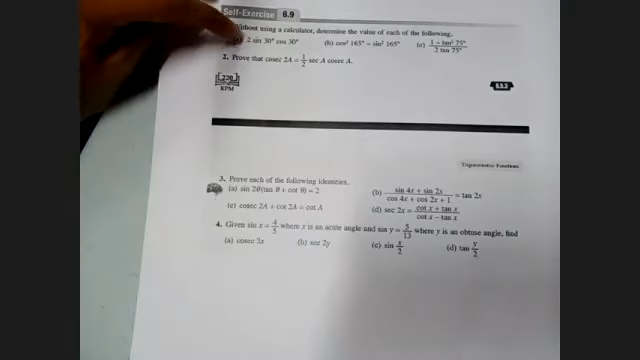 Self-Exercise 6.9
Without using a calculator, determine the value of each of the following.
(a) 2 sin 30° cos 30° (b) cos² 165° – sin² 165° (c) (1 – tan² 75°)/(2 tan 75°)
2. Prove that cosec 2A = 1/2 sec A cosec A.
220
KPM
Trigonometric Functions
3. Prove each of the following identities.
(a) sin 2θ(tan θ + cot θ) = 2 (b) (sin 4x + sin 2x)/(cos 4x + cos 2x + 1) = tan 2x
(c) cosec 2A + cot 2A = cot A (d) sec 2x = (cot x + tan x)/(cot x – tan x)
4. Given sin x = 4/5 where x is an acute angle and sin y = 5/13 where y is an obtuse angle, find
(a) cosec 2x (b) sec 2y (c) sin x/2 (d) tan y/2